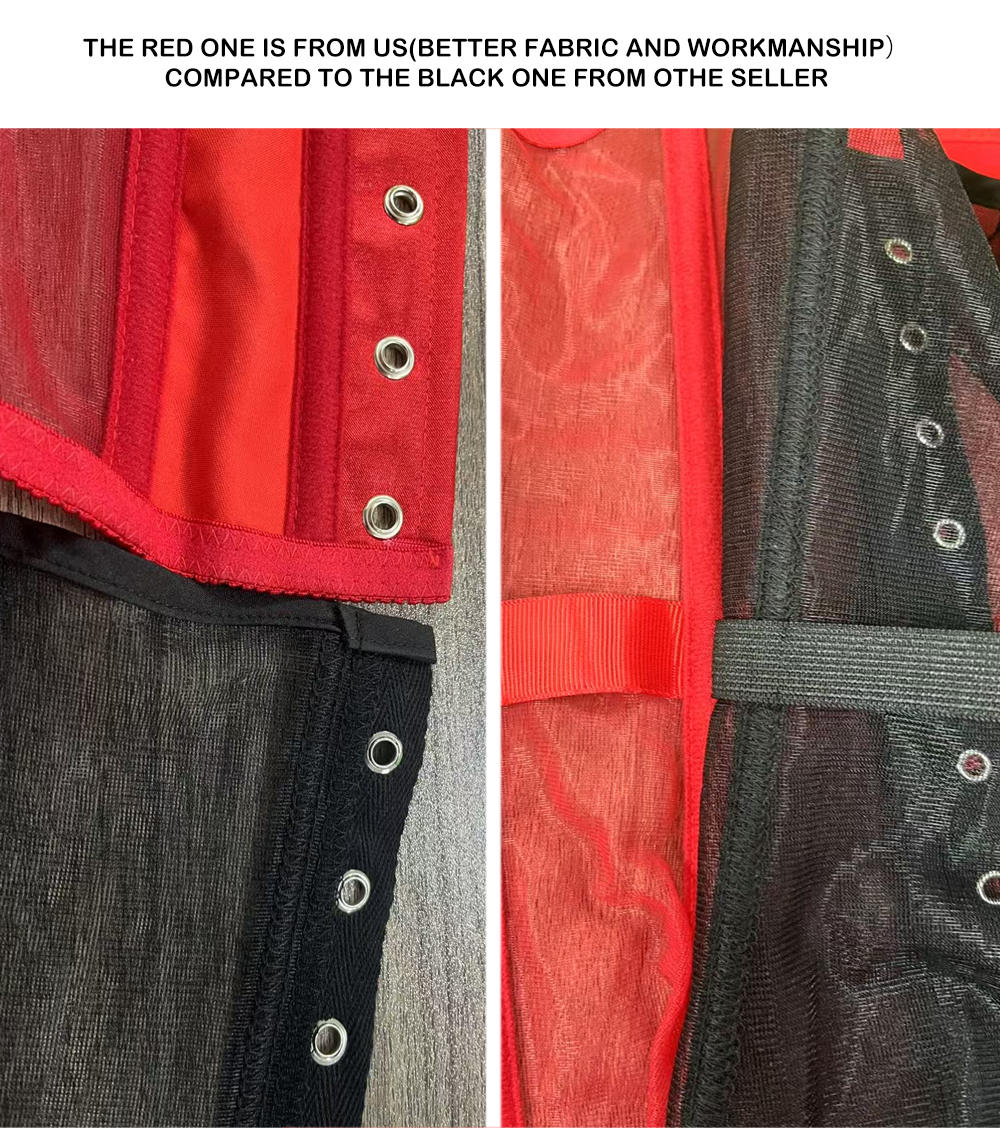 THE RED ONE IS FROM US(BETTER FABRIC AND WORKMANSHIP）
COMPARED TO THE BLACK ONE FROM OTHE SELLER